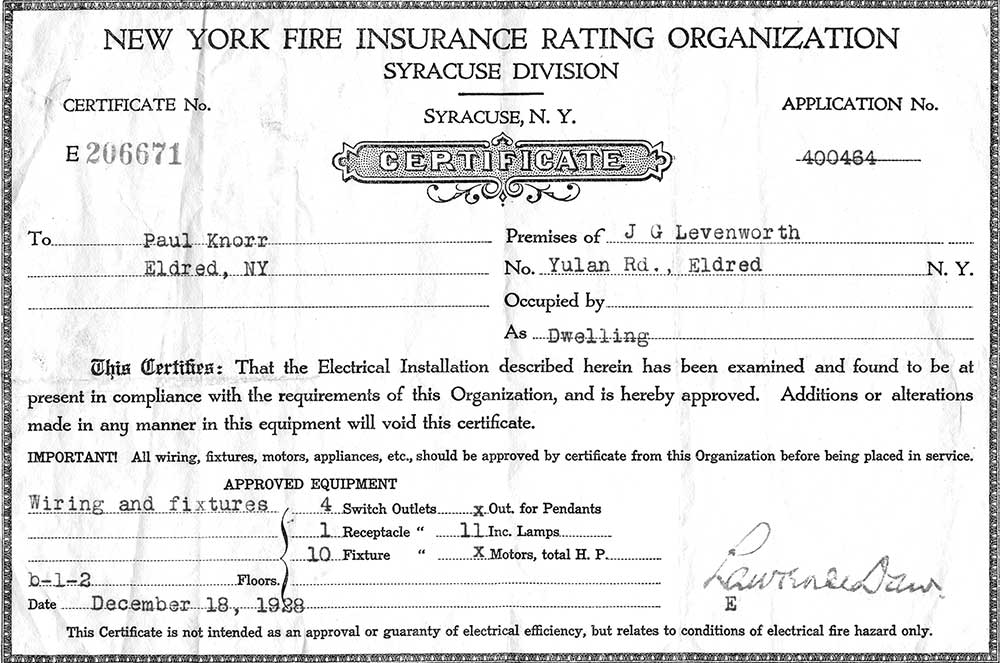 NEW YORK FIRE INSURANCE RATING ORGANIZATION
SYRACUSE DIVISION
SYRACUSE, N. Y.
CERTIFICATE No.
E 206671
APPLICATION No.
400464
CERTIFICATE
To Paul Knorr
Eldred, NY
Premises of J G Levenworth
No. Yulan Rd., Eldred N. Y.
Occupied by
As Dwelling
This Certifies: That the Electrical Installation described herein has been examined and found to be at
present in compliance with the requirements of this Organization, and is hereby approved. Additions or alterations
made in any manner in this equipment will void this certificate.
IMPORTANT! All wiring, fixtures, motors, appliances, etc., should be approved by certificate from this Organization before being placed in service.
APPROVED EQUIPMENT
Wiring and fixtures 4 Switch Outlets x Out. for Pendants
1 Receptacle " 11 Inc. Lamps
10 Fixture " X Motors, total H. P.
b-1-2 Floors.
Date December 18, 1928
Lawrence Daw
E
This Certificate is not intended as an approval or guaranty of electrical efficiency, but relates to conditions of electrical fire hazard only.